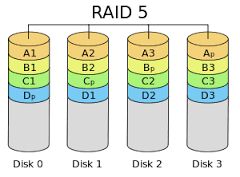 RAID 5
A1 A2 A3 Ap
B1 B2 Bp B3
C1 Cp C2 C3
Dp D1 D2 D3
Disk 0 Disk 1 Disk 2 Disk 3